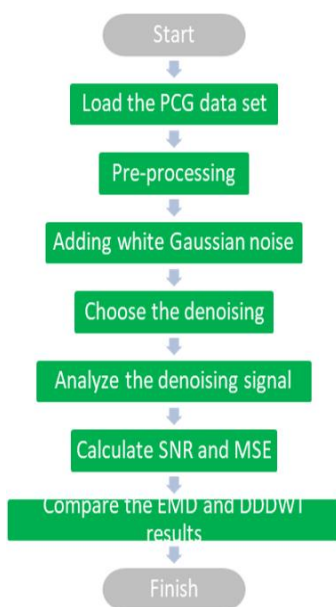 Start
Load the PCG data set
Pre-processing
Adding white Gaussian noise
Choose the denoising
Analyze the denoising signal
Calculate SNR and MSE
Compare the EMD and DDDWT
results
Finish